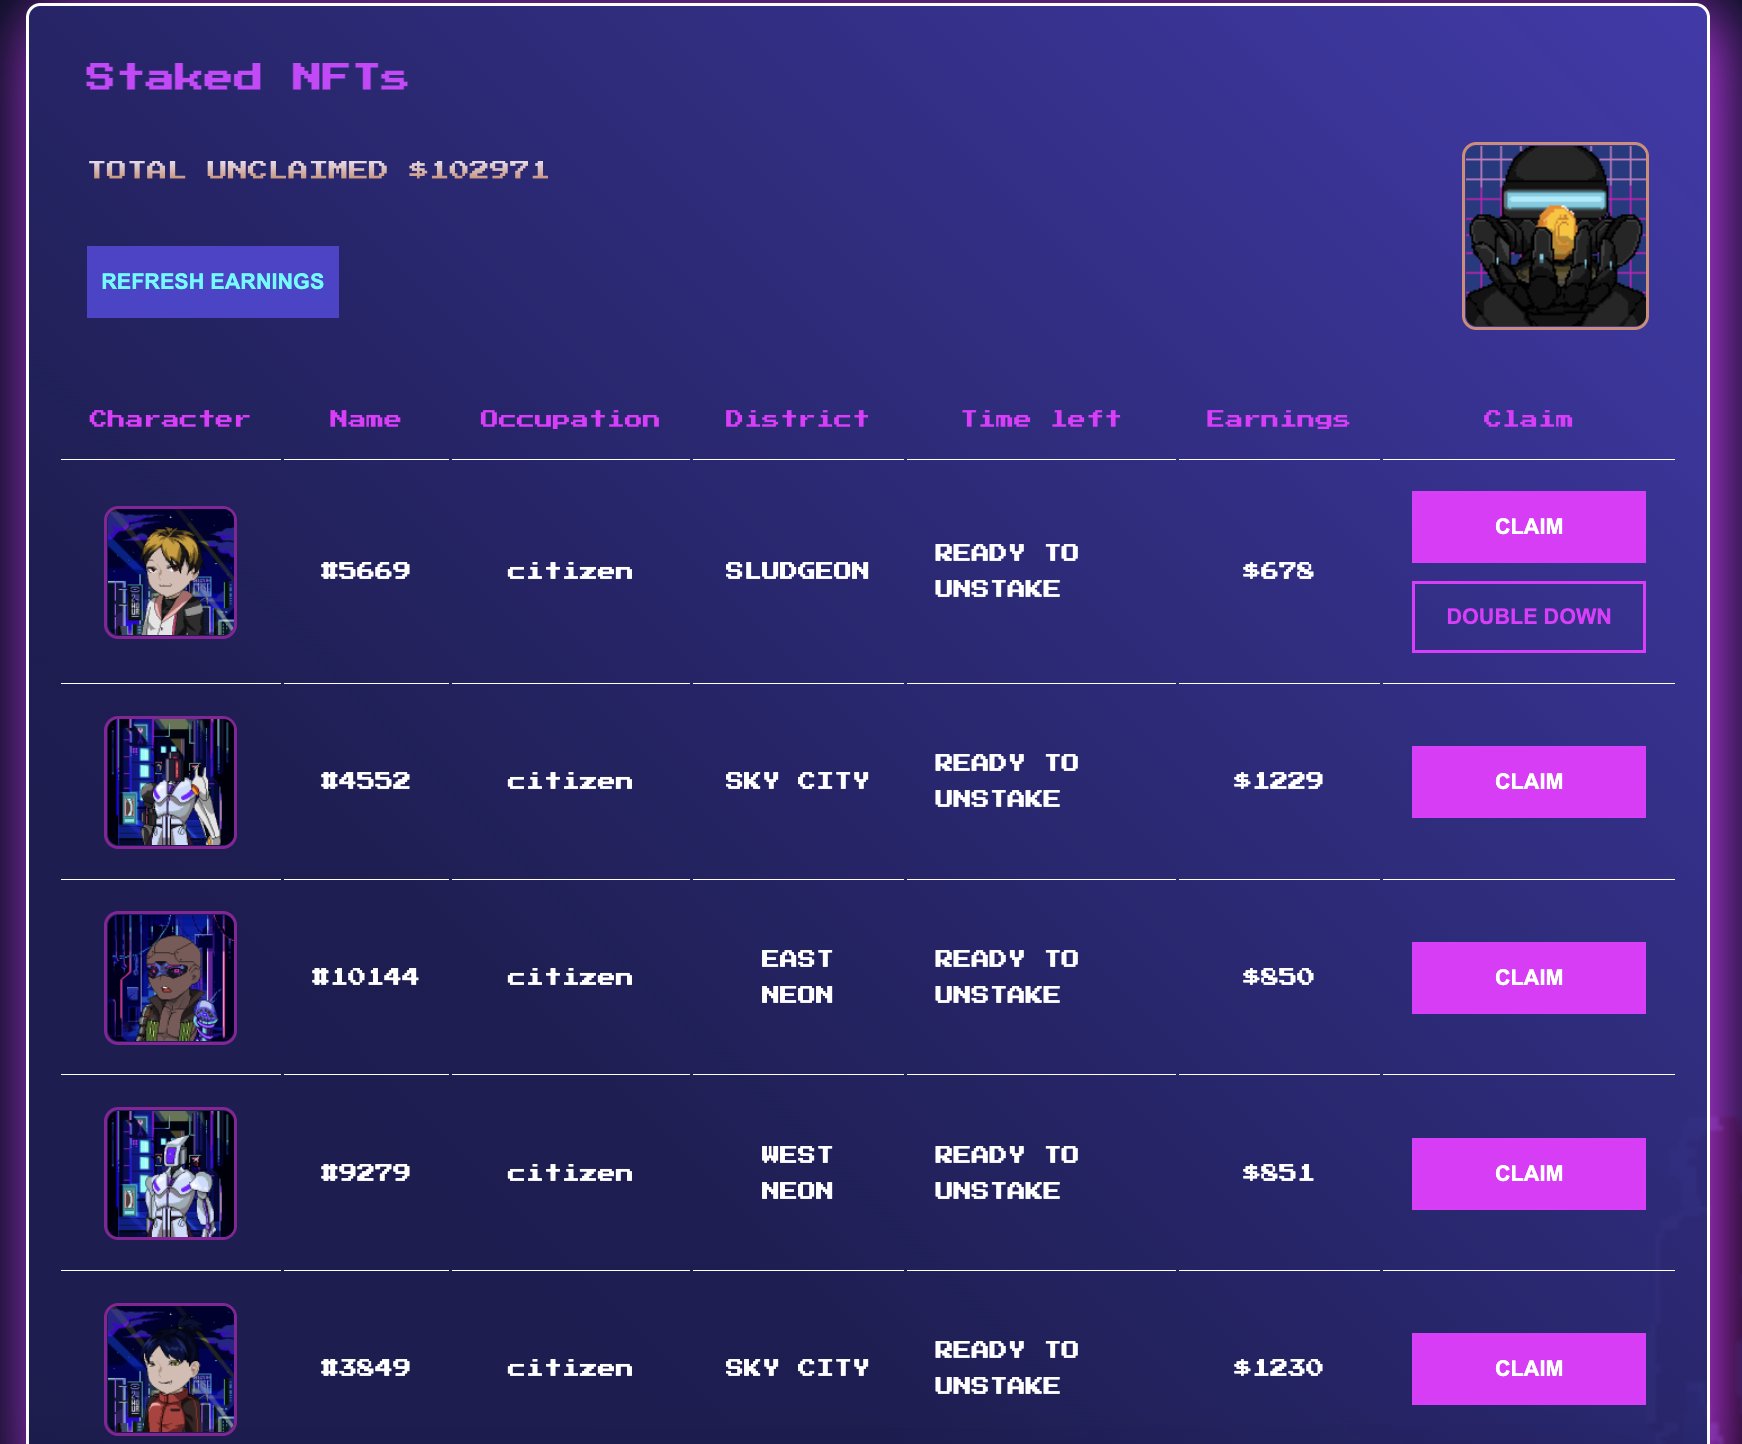 Staked NFTs
TOTAL UNCLAIMED $102971
REFRESH EARNINGS
Character Name Occupation District Time left Earnings Claim
#5669 citizen SLUDGEON READY TO UNSTAKE $678 CLAIM
DOUBLE DOWN
#4552 citizen SKY CITY READY TO UNSTAKE $1229 CLAIM
#10144 citizen EAST NEON READY TO UNSTAKE $850 CLAIM
#9279 citizen WEST NEON READY TO UNSTAKE $851 CLAIM
#3849 citizen SKY CITY READY TO UNSTAKE $1230 CLAIM